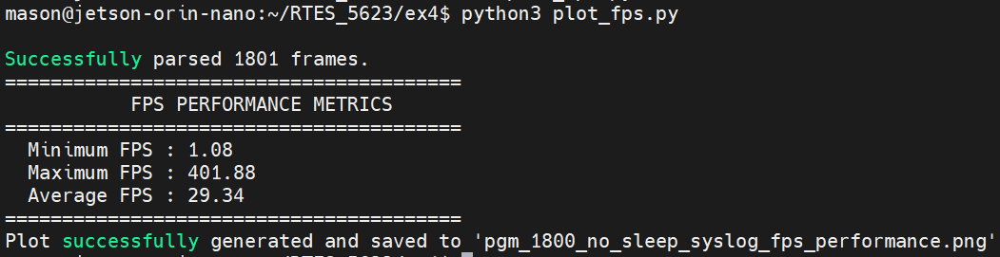 mason@jetson-orin-nano:~/RTES_5623/ex4$ python3 plot_fps.py
Successfully parsed 1801 frames.
========================================
FPS PERFORMANCE METRICS
========================================
Minimum FPS : 1.08
Maximum FPS : 401.88
Average FPS : 29.34
========================================
Plot successfully generated and saved to 'pgm_1800_no_sleep_syslog_fps_performance.png'